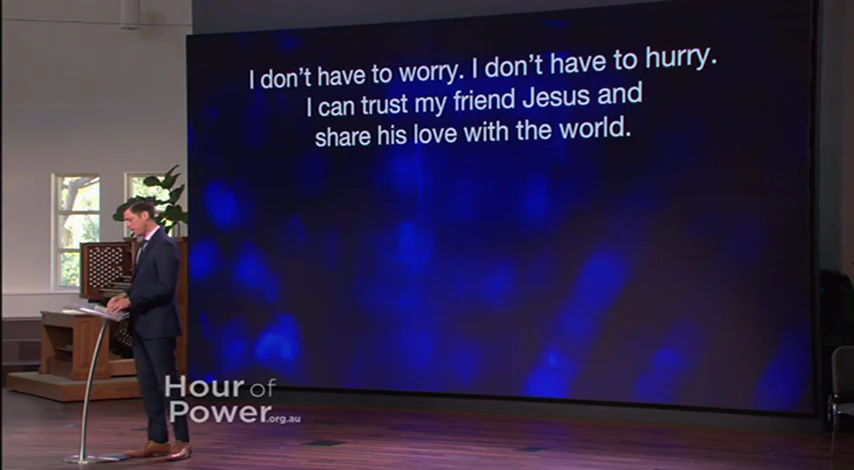 I don't have to worry. I don't have to hurry.
I can trust my friend Jesus and
share his love with the world.
Hour of
Power.org.au